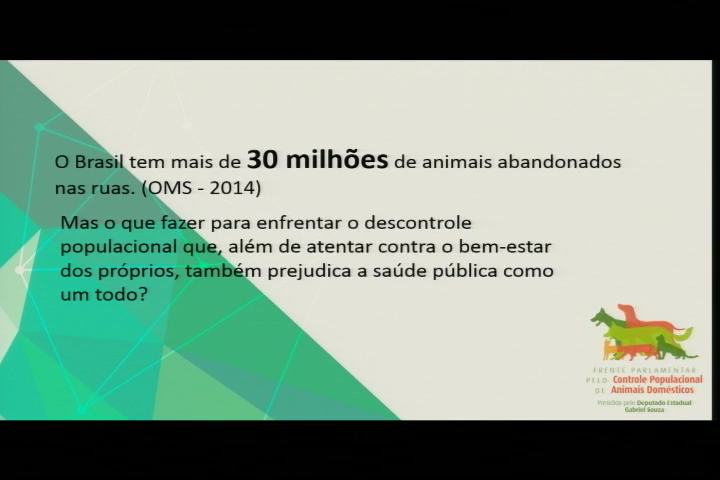 O Brasil tem mais de 30 milhões de animais abandonados
nas ruas. (OMS - 2014)
Mas o que fazer para enfrentar o descontrole
populacional que, além de atentar contra o bem-estar
dos próprios, também prejudica a saúde pública como
um todo?
FRENTE PARLAMENTAR
PELO Controle Populacional
DE Animais Domésticos
Presidida pelo Deputado Estadual
Gabriel Souza